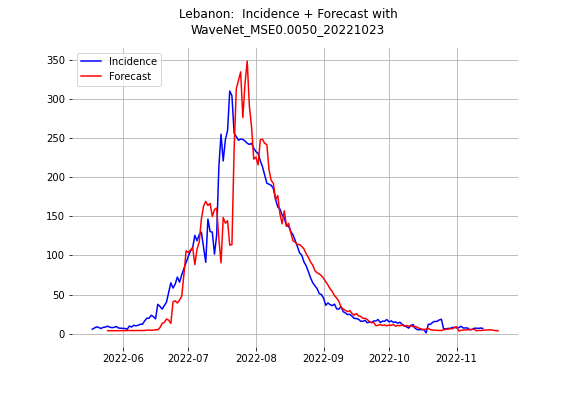 Lebanon:  Incidence + Forecast with
WaveNet_MSE0.0050_20221023
Incidence
Forecast
350
300
250
200
150
100
50
0
2022-06 2022-07 2022-08 2022-09 2022-10 2022-11